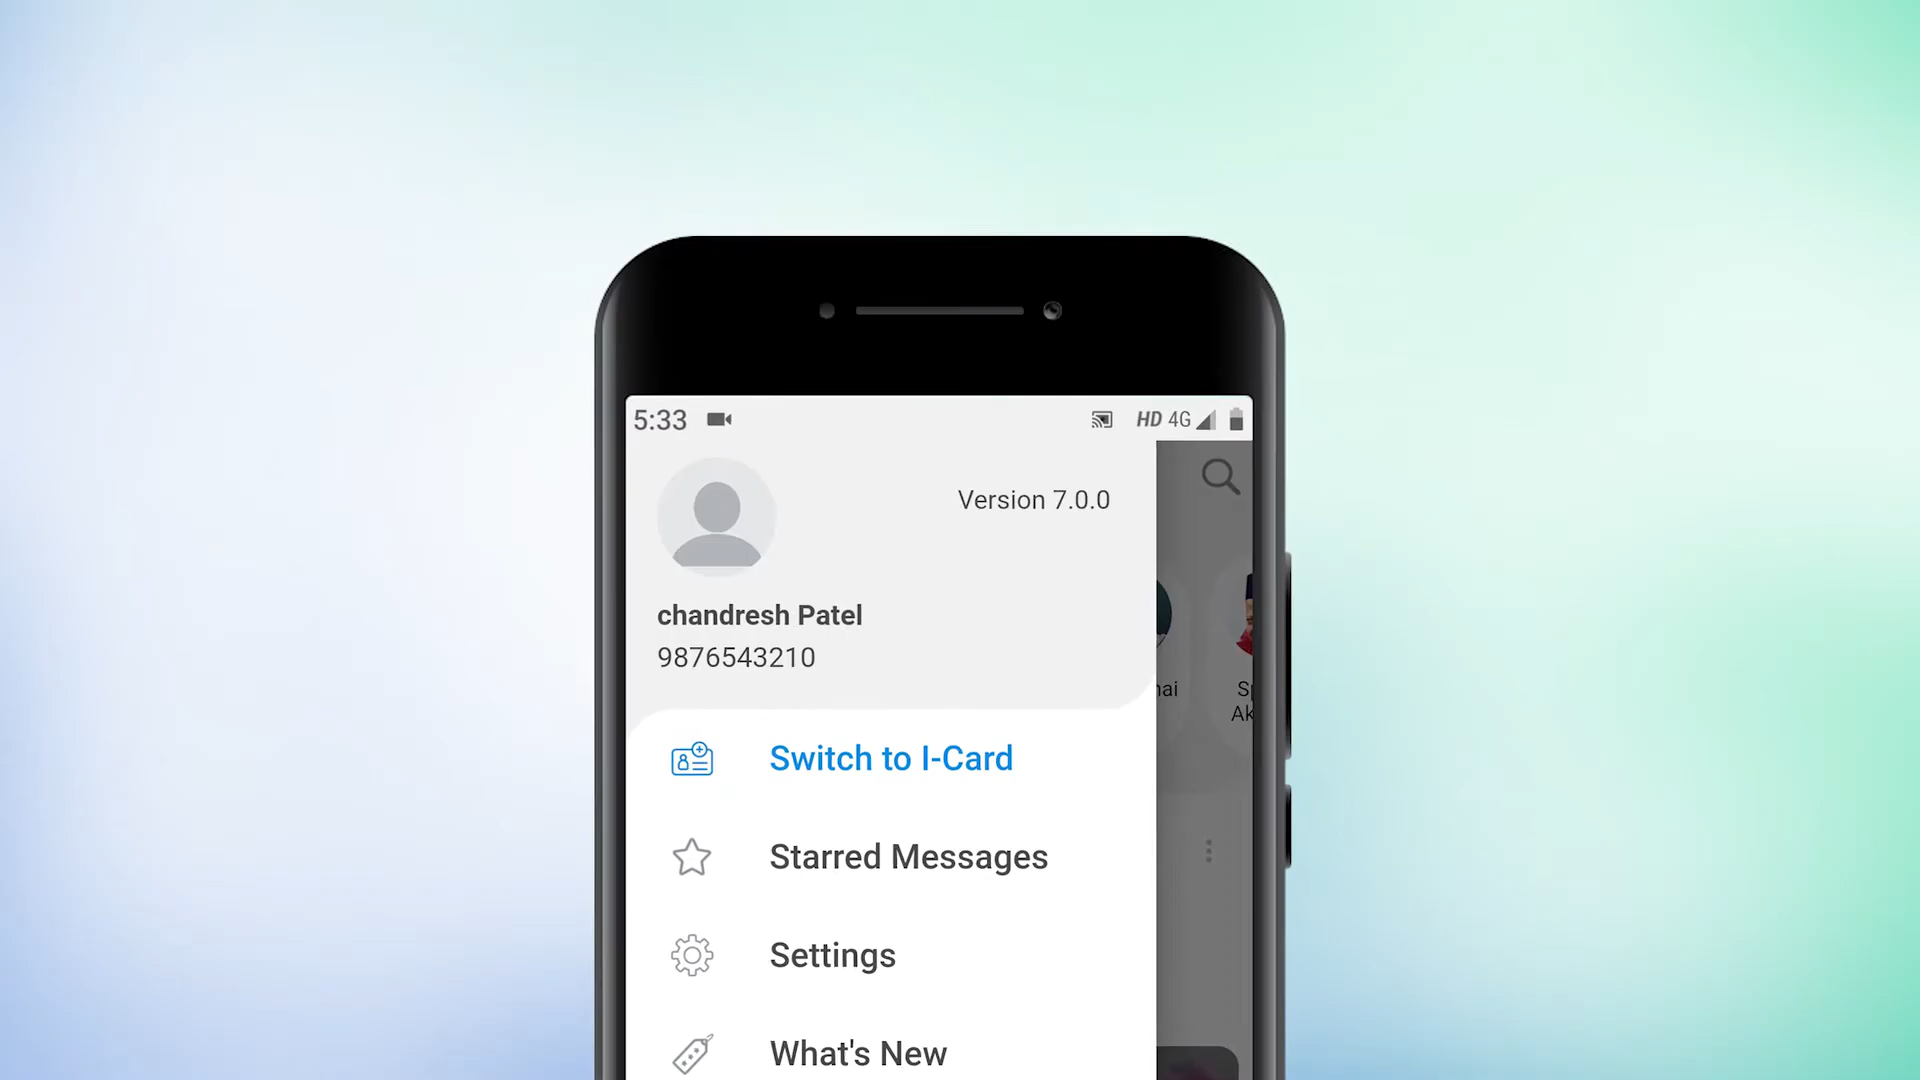 5:33 HD 4G
Version 7.0.0
chandresh Patel
9876543210
Switch to I-Card
Starred Messages
Settings
What's New